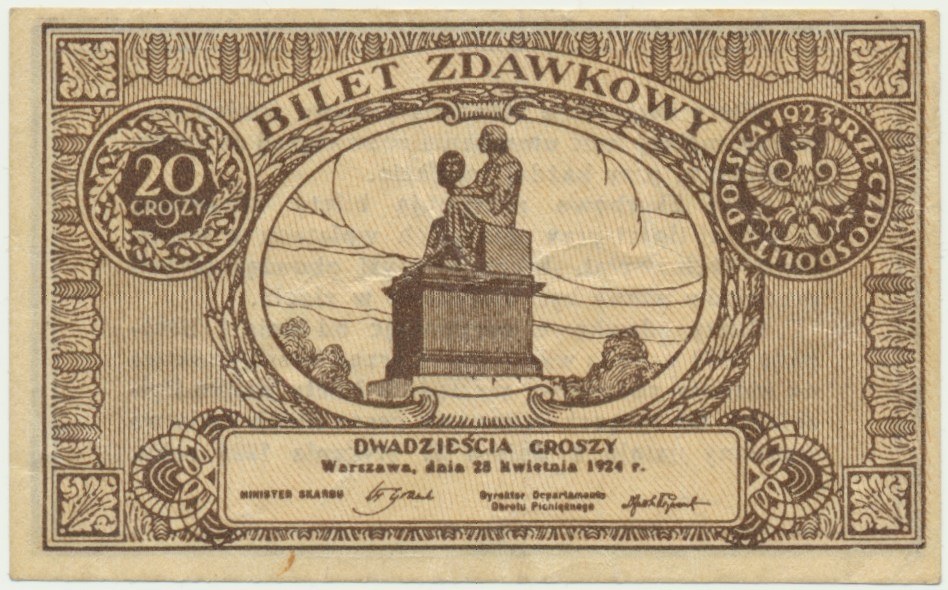 BILET ZDAWKOWY
20
GROSZY
1923·RZECZPOSPOLITA POLSKA·
DWADZIEŚCIA GROSZY
Warszawa, dnia 28 Kwietnia 1924 r.
MINISTER SKARBU
Dyrektor Departamentu
Obrotu Pieniężnego